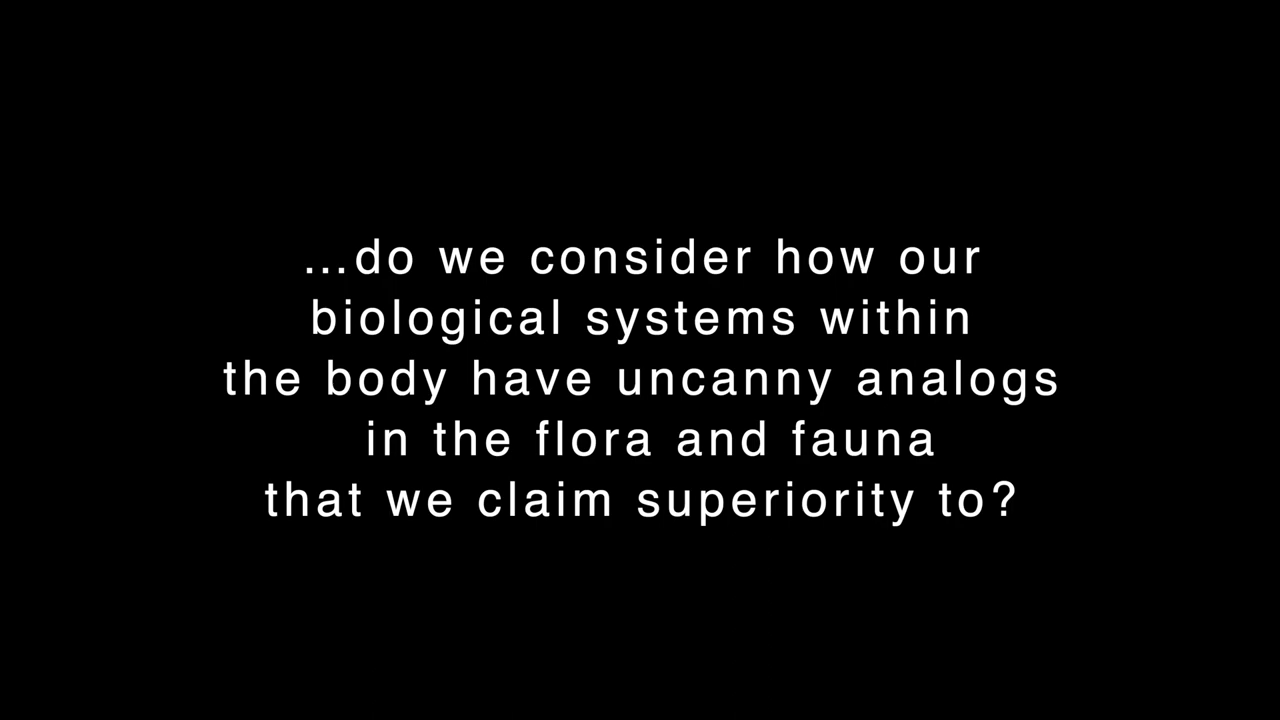 ...do we consider how our
biological systems within
the body have uncanny analogs
in the flora and fauna
that we claim superiority to?